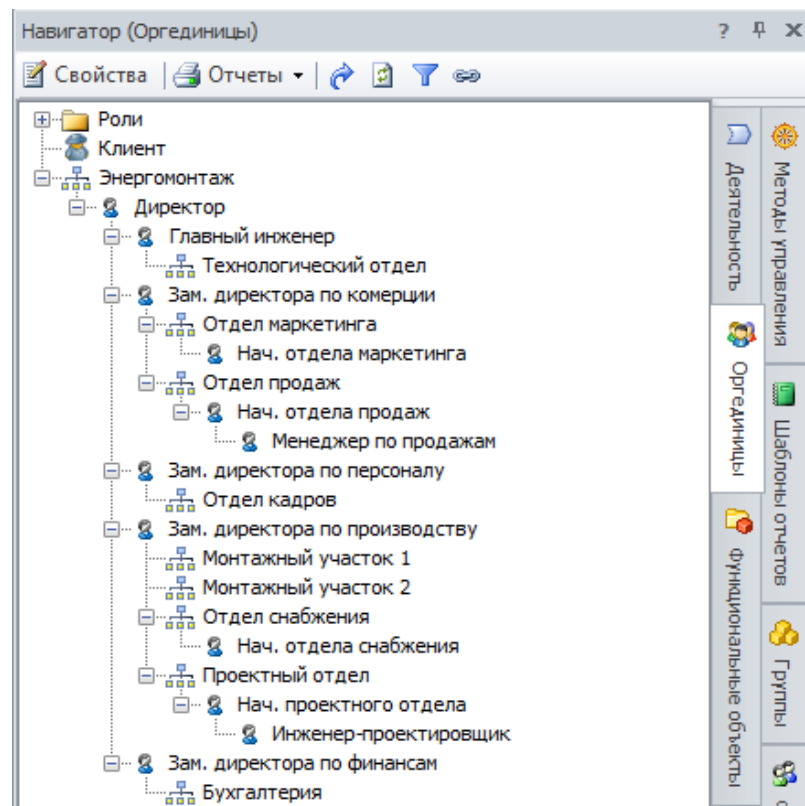 Навигатор (Оргединицы)
Свойства Отчеты
Роли
Клиент
Энергомонтаж
Директор
Главный инженер
Технологический отдел
Зам. директора по комерции
Отдел маркетинга
Нач. отдела маркетинга
Отдел продаж
Нач. отдела продаж
Менеджер по продажам
Зам. директора по персоналу
Отдел кадров
Зам. директора по производству
Монтажный участок 1
Монтажный участок 2
Отдел снабжения
Нач. отдела снабжения
Проектный отдел
Нач. проектного отдела
Инженер-проектировщик
Зам. директора по финансам
Бухгалтерия
Деятельность
Оргединицы
Функциональные объекты
Методы управления
Шаблоны отчетов
Группы